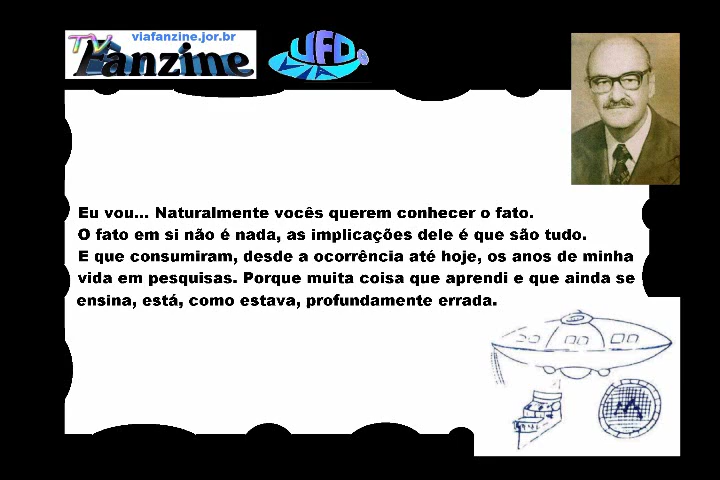 viafanzine.jor.br
TV Fanzine
UFO
VIA
Eu vou... Naturalmente vocês querem conhecer o fato.
O fato em si não é nada, as implicações dele é que são tudo.
E que consumiram, desde a ocorrência até hoje, os anos de minha
vida em pesquisas. Porque muita coisa que aprendi e que ainda se
ensina, está, como estava, profundamente errada.